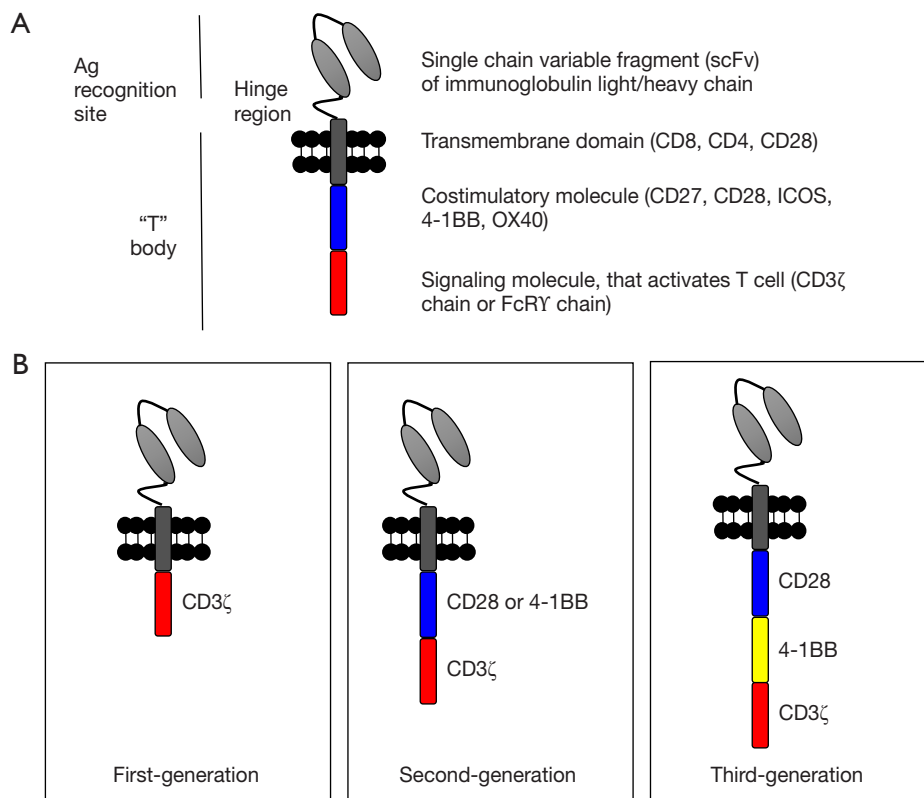 A
Ag
recognition
site
Hinge
region
Single chain variable fragment (scFv)
of immunoglobulin light/heavy chain
Transmembrane domain (CD8, CD4, CD28)
“T”
body
Costimulatory molecule (CD27, CD28, ICOS,
4-1BB, OX40)
Signaling molecule, that activates T cell (CD3ζ
chain or FcRϒ chain)
B
CD3ζ
First-generation
CD28 or 4-1BB
CD3ζ
Second-generation
CD28
4-1BB
CD3ζ
Third-generation